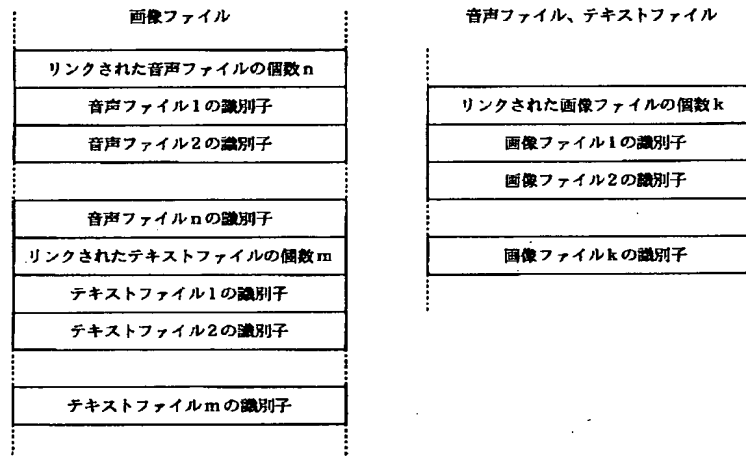 画像ファイル
リンクされた音声ファイルの個数n
音声ファイル1の識別子
音声ファイル2の識別子
音声ファイルnの識別子
リンクされたテキストファイルの個数m
テキストファイル1の識別子
テキストファイル2の識別子
テキストファイルmの識別子
音声ファイル、テキストファイル
リンクされた画像ファイルの個数k
画像ファイル1の識別子
画像ファイル2の識別子
画像ファイルkの識別子